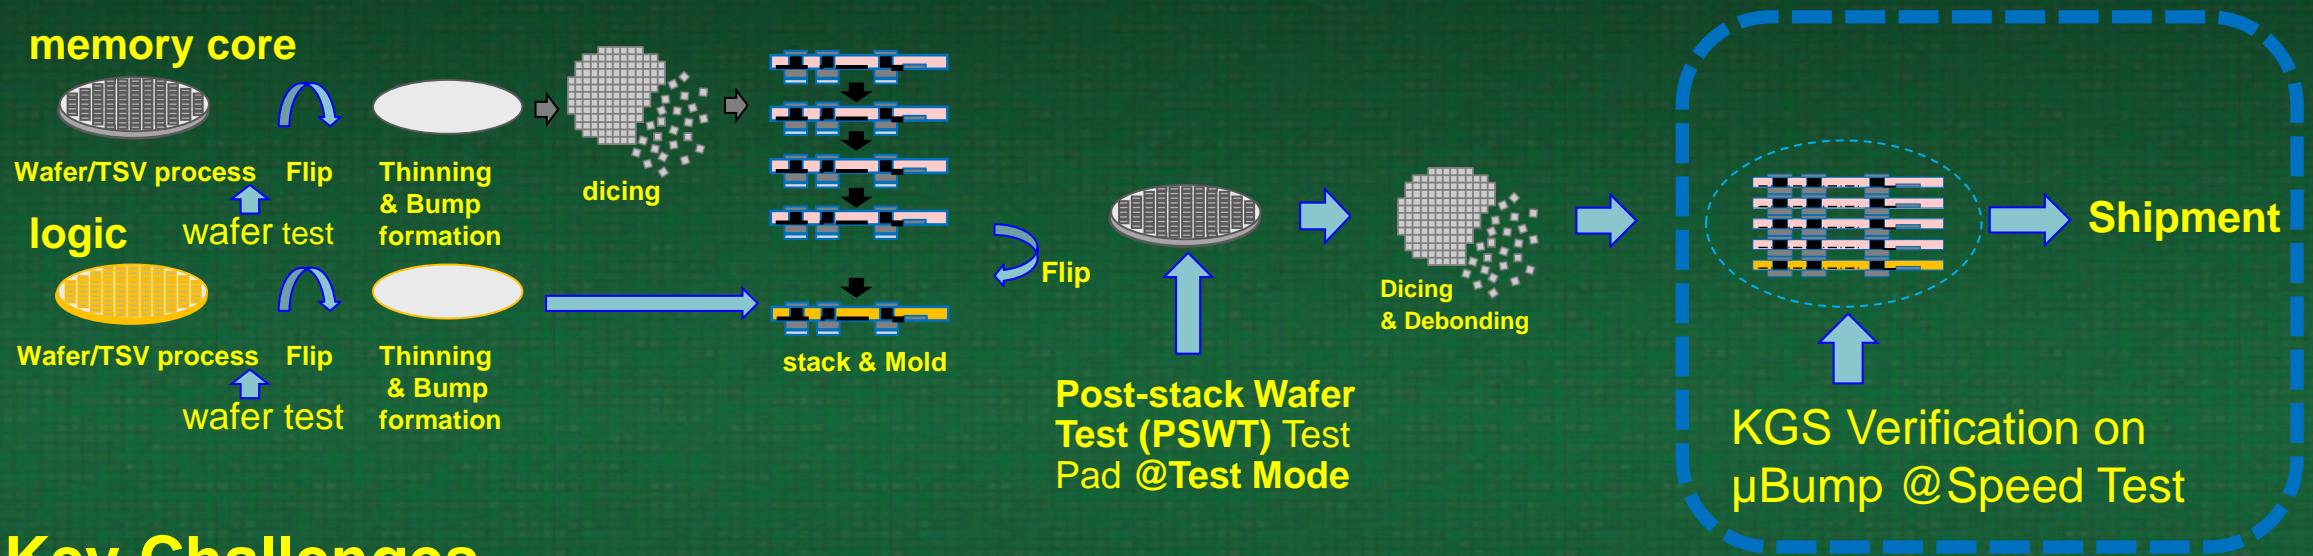 memory core
Wafer/TSV process
Flip
Thinning
& Bump
formation
dicing
wafer test
logic
Wafer/TSV process
Flip
Thinning
& Bump
formation
wafer test
stack & Mold
Flip
Post-stack Wafer
Test (PSWT) Test
Pad @Test Mode
Dicing
& Debonding
KGS Verification on
µBump @Speed Test
Shipment
Key Challenges